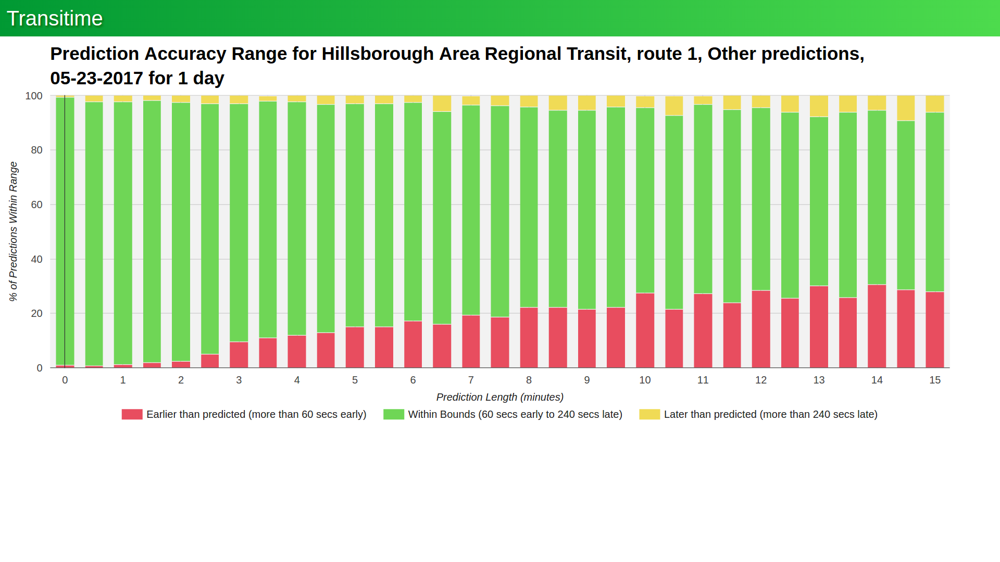 Transitime
Prediction Accuracy Range for Hillsborough Area Regional Transit, route 1, Other predictions,
05-23-2017 for 1 day
100
80
60
40
20
0
% of Predictions Within Range
0 1 2 3 4 5 6 7 8 9 10 11 12 13 14 15
Prediction Length (minutes)
Earlier than predicted (more than 60 secs early) Within Bounds (60 secs early to 240 secs late) Later than predicted (more than 240 secs late)